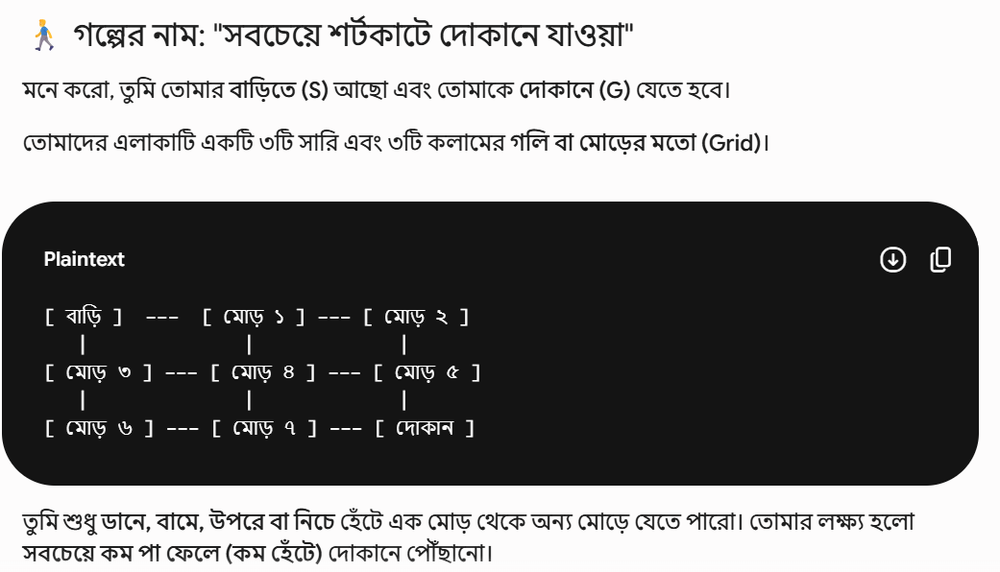 গল্পের নাম: "সবচেয়ে শর্টকাটে দোকানে যাওয়া"
মনে করো, তুমি তোমার বাড়িতে (S) আছো এবং তোমাকে দোকানে (G) যেতে হবে।
তোমাদের এলাকাটি একটি ৩টি সারি এবং ৩টি কলামের গলি বা মোড়ের মতো (Grid)।
Plaintext
[ বাড়ি ] --- [ মোড় ১ ] --- [ মোড় ২ ]
| | |
[ মোড় ৩ ] --- [ মোড় ৪ ] --- [ মোড় ৫ ]
| | |
[ মোড় ৬ ] --- [ মোড় ৭ ] --- [ দোকান ]
তুমি শুধু ডানে, বামে, উপরে বা নিচে হেঁটে এক মোড় থেকে অন্য মোড়ে যেতে পারো। তোমার লক্ষ্য হলো
সবচেয়ে কম পা ফেলে (কম হেঁটে) দোকানে পৌঁছানো।